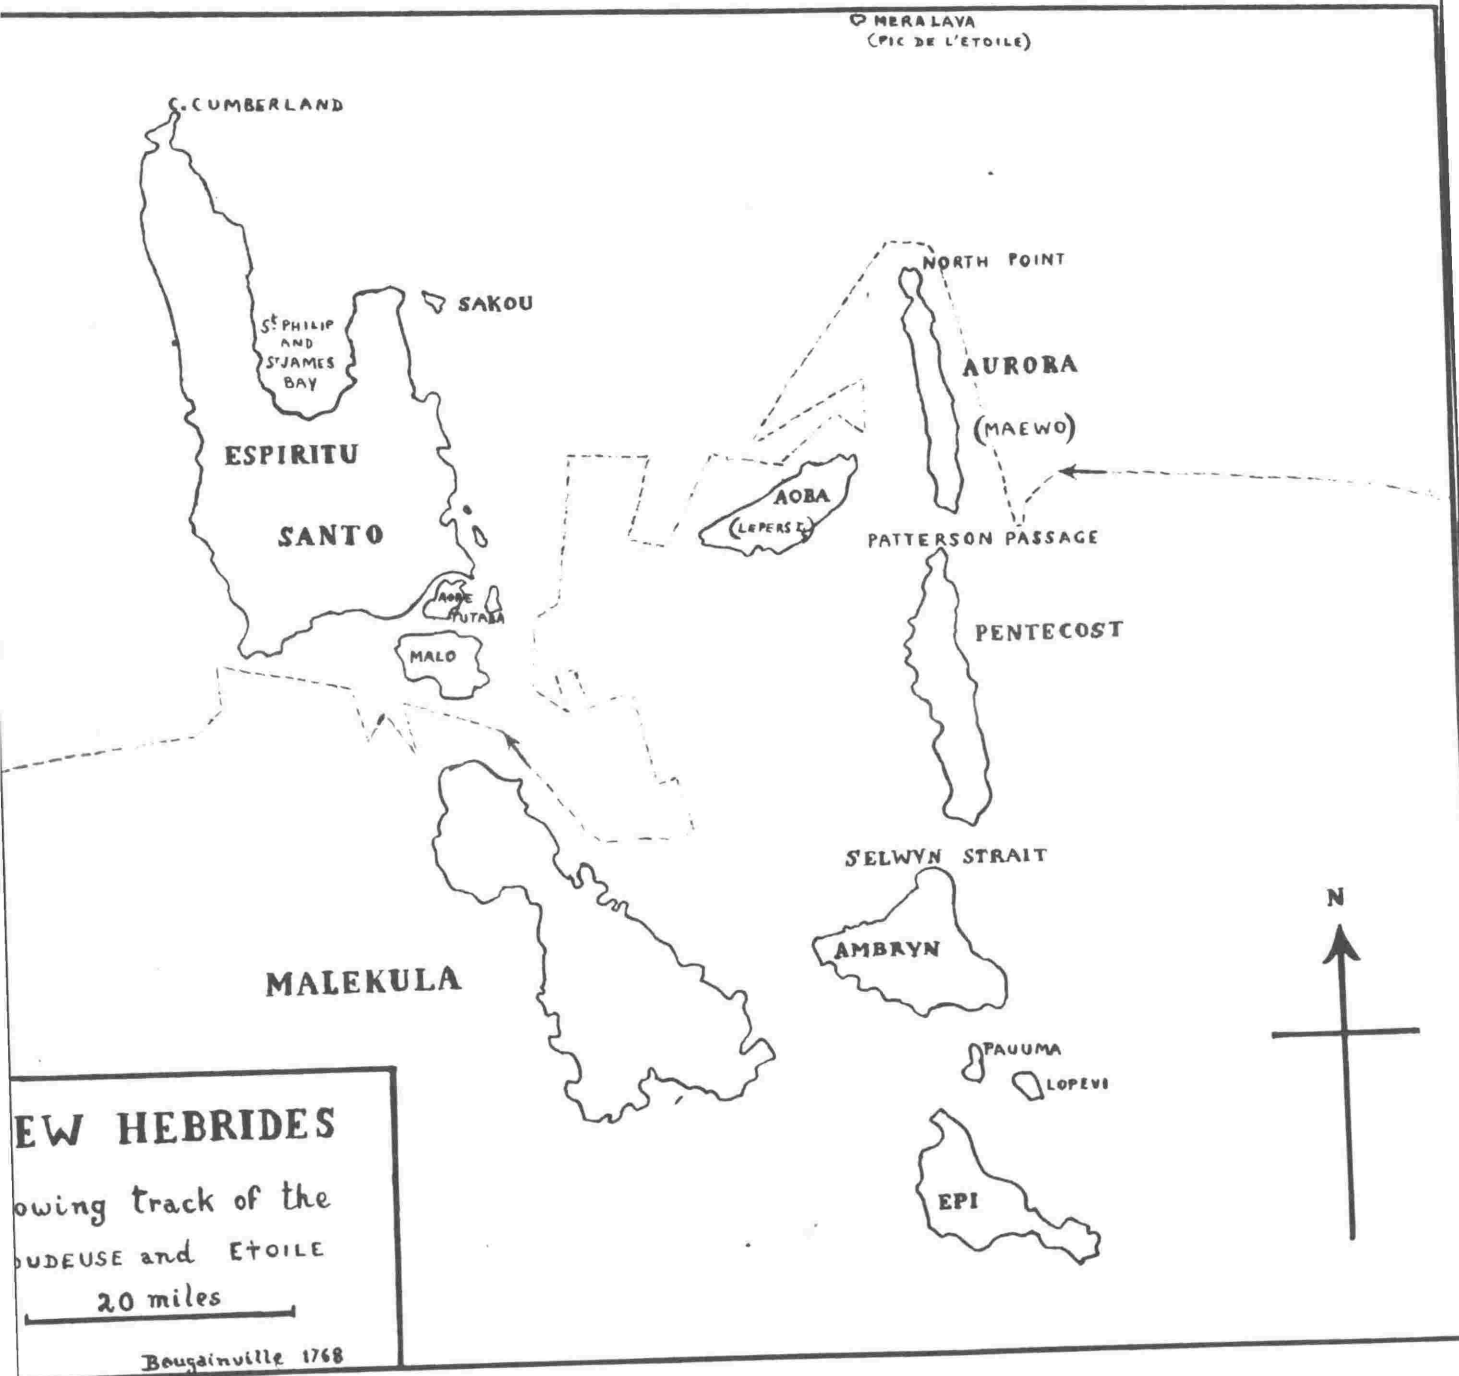 MERA LAVA
(PIC DE L'ETOILE)
C. CUMBERLAND
NORTH POINT
SAKOU
St PHILIP
AND
St JAMES
BAY
AURORA
(MAEWO)
ESPIRITU
SANTO
AOBA
(LEPERS I.)
PATTERSON PASSAGE
AORE
TUTABA
MALO
PENTECOST
SELWYN STRAIT
AMBRYN
N
MALEKULA
PAUUMA
LOPEVI
EPI
EW HEBRIDES
owing track of the
OUDEUSE and ETOILE
20 miles
Bougainville 1768